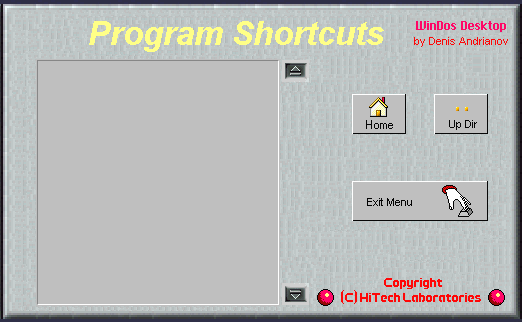 Program Shortcuts
WinDos Desktop
by Denis Andrianov
Home
Up Dir
Exit Menu
Copyright
(C) HiTech Laboratories